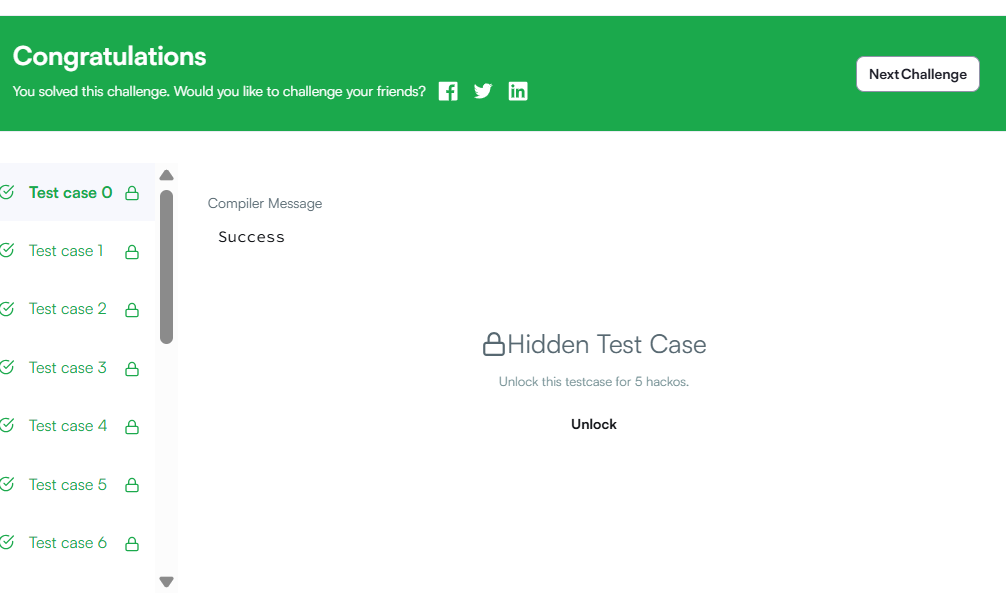 Congratulations
You solved this challenge. Would you like to challenge your friends?
Next Challenge
Test case 0
Test case 1
Test case 2
Test case 3
Test case 4
Test case 5
Test case 6
Compiler Message
Success
Hidden Test Case
Unlock this testcase for 5 hackos.
Unlock